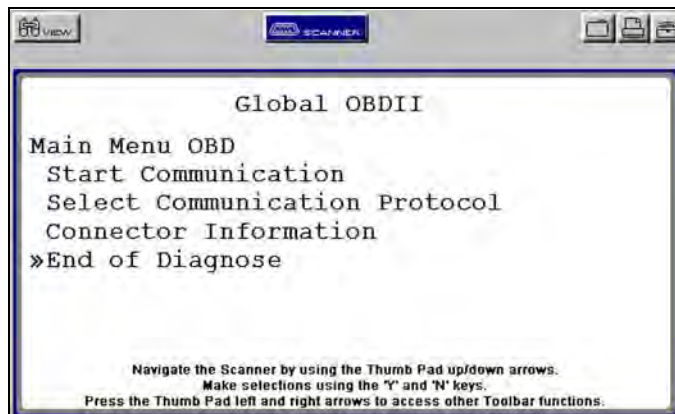 VIEW
SCANNER
Global OBDII
Main Menu OBD
Start Communication
Select Communication Protocol
Connector Information
»End of Diagnose
Navigate the Scanner by using the Thumb Pad up/down arrows.
Make selections using the 'Y' and 'N' keys.
Press the Thumb Pad left and right arrows to access other Toolbar functions.